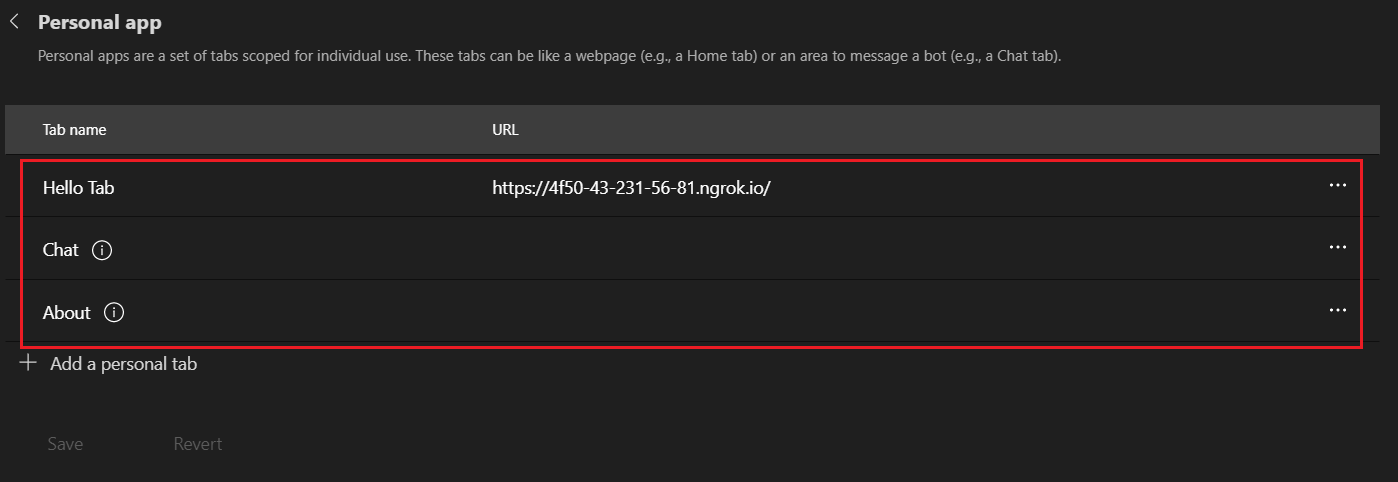 Personal app
Personal apps are a set of tabs scoped for individual use. These tabs can be like a webpage (e.g., a Home tab) or an area to message a bot (e.g., a Chat tab).
Tab name URL
Hello Tab https://4f50-43-231-56-81.ngrok.io/
Chat
About
Add a personal tab
Save Revert